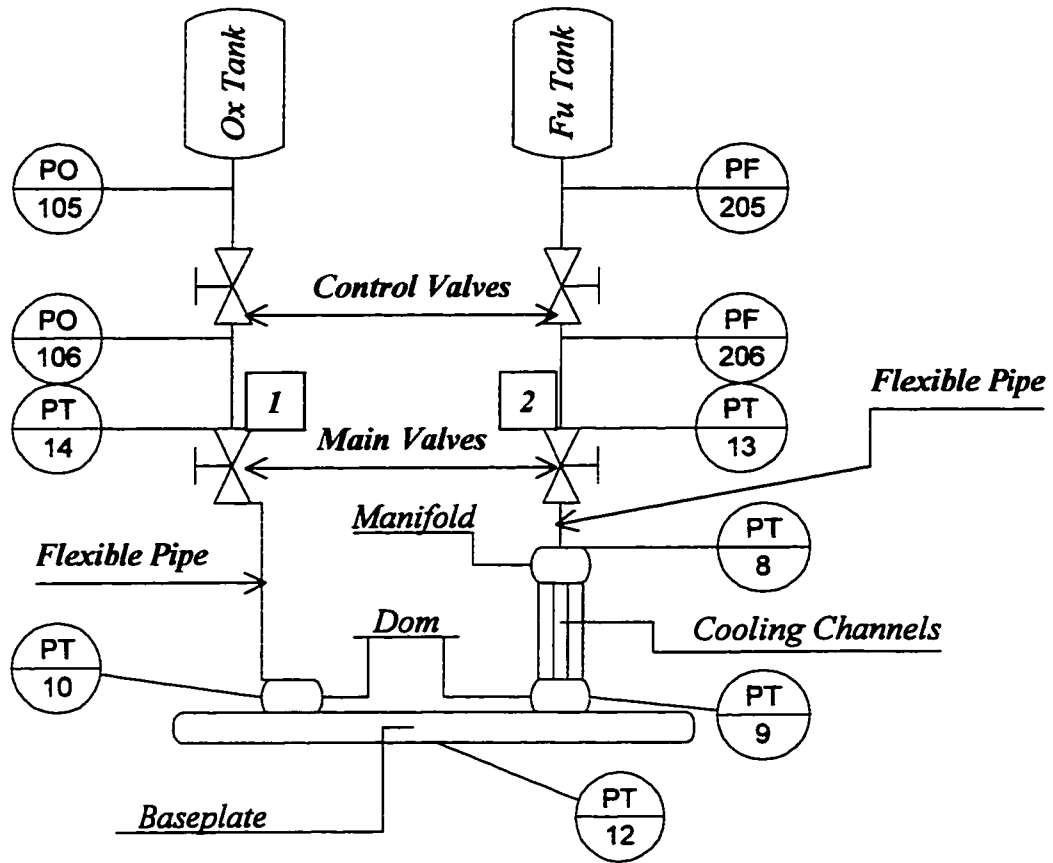 Ox Tank
Fu Tank
PO
105
PF
205
Control Valves
PO
106
PF
206
Flexible Pipe
PT
14
1
2
PT
13
Main Valves
Manifold
PT
8
Flexible Pipe
Dom
Cooling Channels
PT
10
PT
9
Baseplate
PT
12